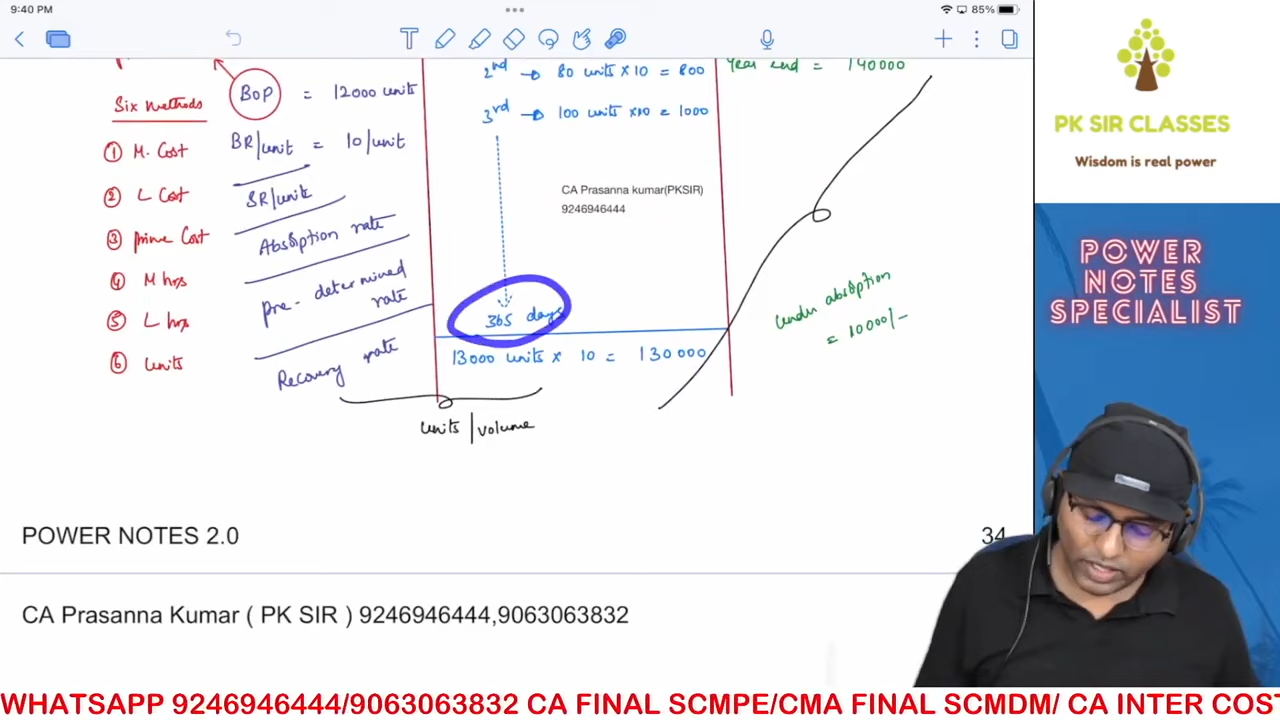 9:40 PM
85%
2nd → 80 units × 10 = 800
Year end = 140000
Six methods
BOP = 12000 units
3rd → 100 units ×10 = 1000
① M. Cost
BR/unit = 10/unit
② L Cost
SR/unit
③ prime Cost
Absorption rate
④ M hrs
pre-determined rate
⑤ L hrs
⑥ units
Recovery rate
CA Prasanna kumar(PKSIR)
9246946444
365 days
13000 units × 10 = 130000
under absorption
= 10000/-
units/volume
POWER NOTES 2.0
34
CA Prasanna Kumar ( PK SIR ) 9246946444,9063063832
PK SIR CLASSES
Wisdom is real power
POWER
NOTES
SPECIALIST
WHATSAPP 9246946444/9063063832 CA FINAL SCMPE/CMA FINAL SCMDM/ CA INTER COS